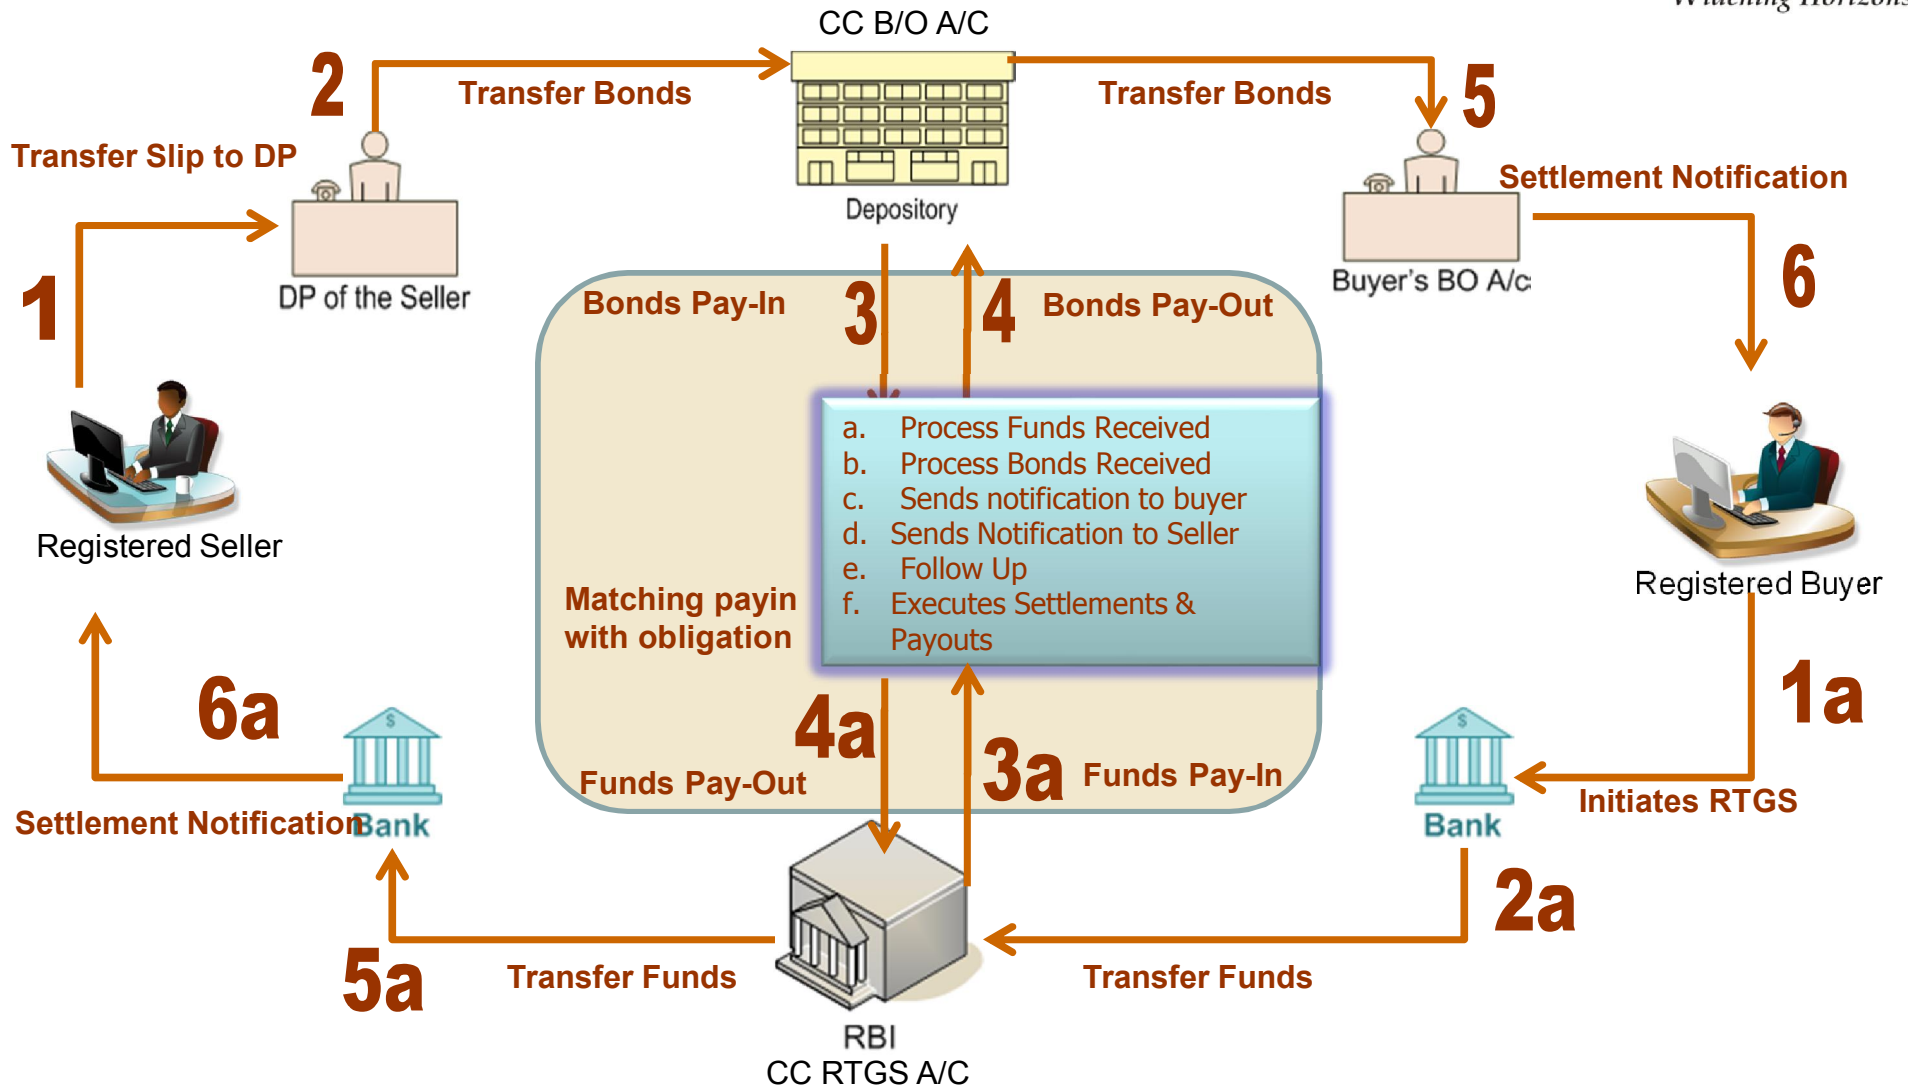 Widening Horizons
CC B/O A/C
2
Transfer Bonds
Transfer Bonds
5
Transfer Slip to DP
Settlement Notification
Depository
1
DP of the Seller
Buyer's BO A/c
6
Bonds Pay-In
3
4
Bonds Pay-Out
a. Process Funds Received
b. Process Bonds Received
c. Sends notification to buyer
d. Sends Notification to Seller
e. Follow Up
f. Executes Settlements &
Payouts
Registered Seller
Registered Buyer
Matching payin
with obligation
6a
4a
3a
1a
$
$
Funds Pay-Out
Funds Pay-In
Initiates RTGS
Settlement Notification
Bank
Bank
2a
5a
Transfer Funds
Transfer Funds
RBI
CC RTGS A/C